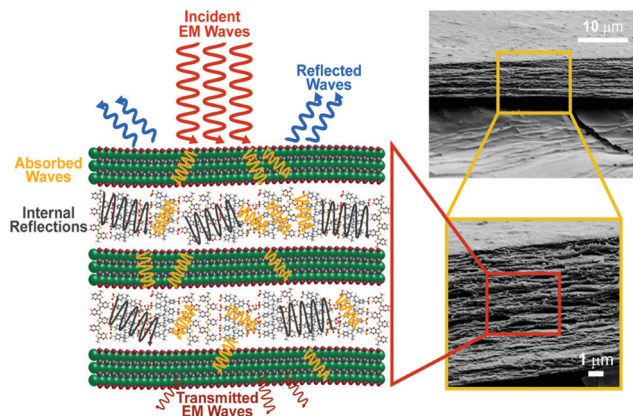 Incident
EM Waves
Reflected
Waves
Absorbed
Waves
Internal
Reflections
Transmitted
EM Waves
10 μm
1 μm